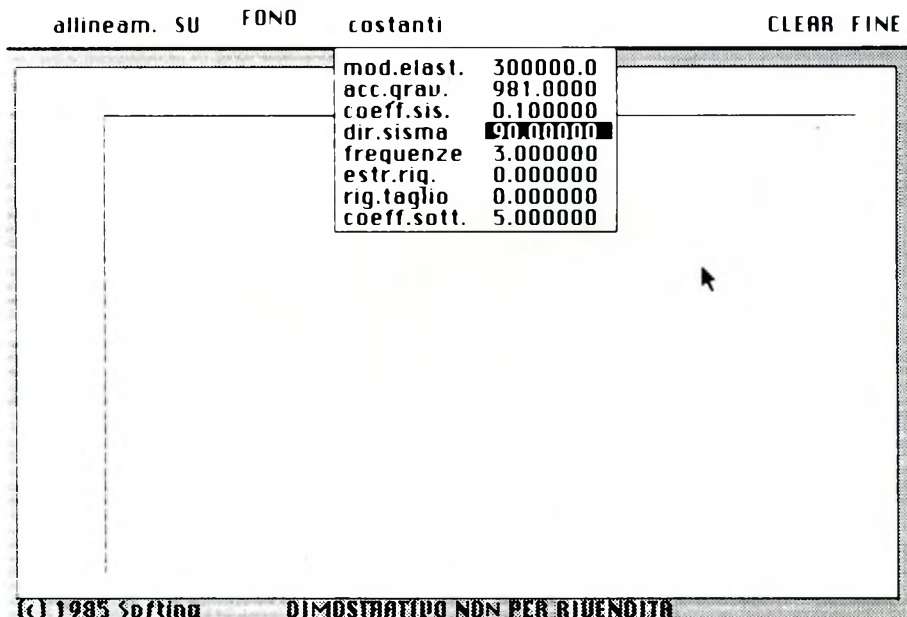 allineam. SU FONO costanti CLEAR FINE
mod.elast. 300000.0
acc.grav. 981.0000
coeff.sis. 0.100000
dir.sisma 90.00000
frequenze 3.000000
estr.rig. 0.000000
rig.taglio 0.000000
coeff.sott. 5.000000
(c) 1985 Softing DIMOSTRATIVO NON PER RIVENDITA